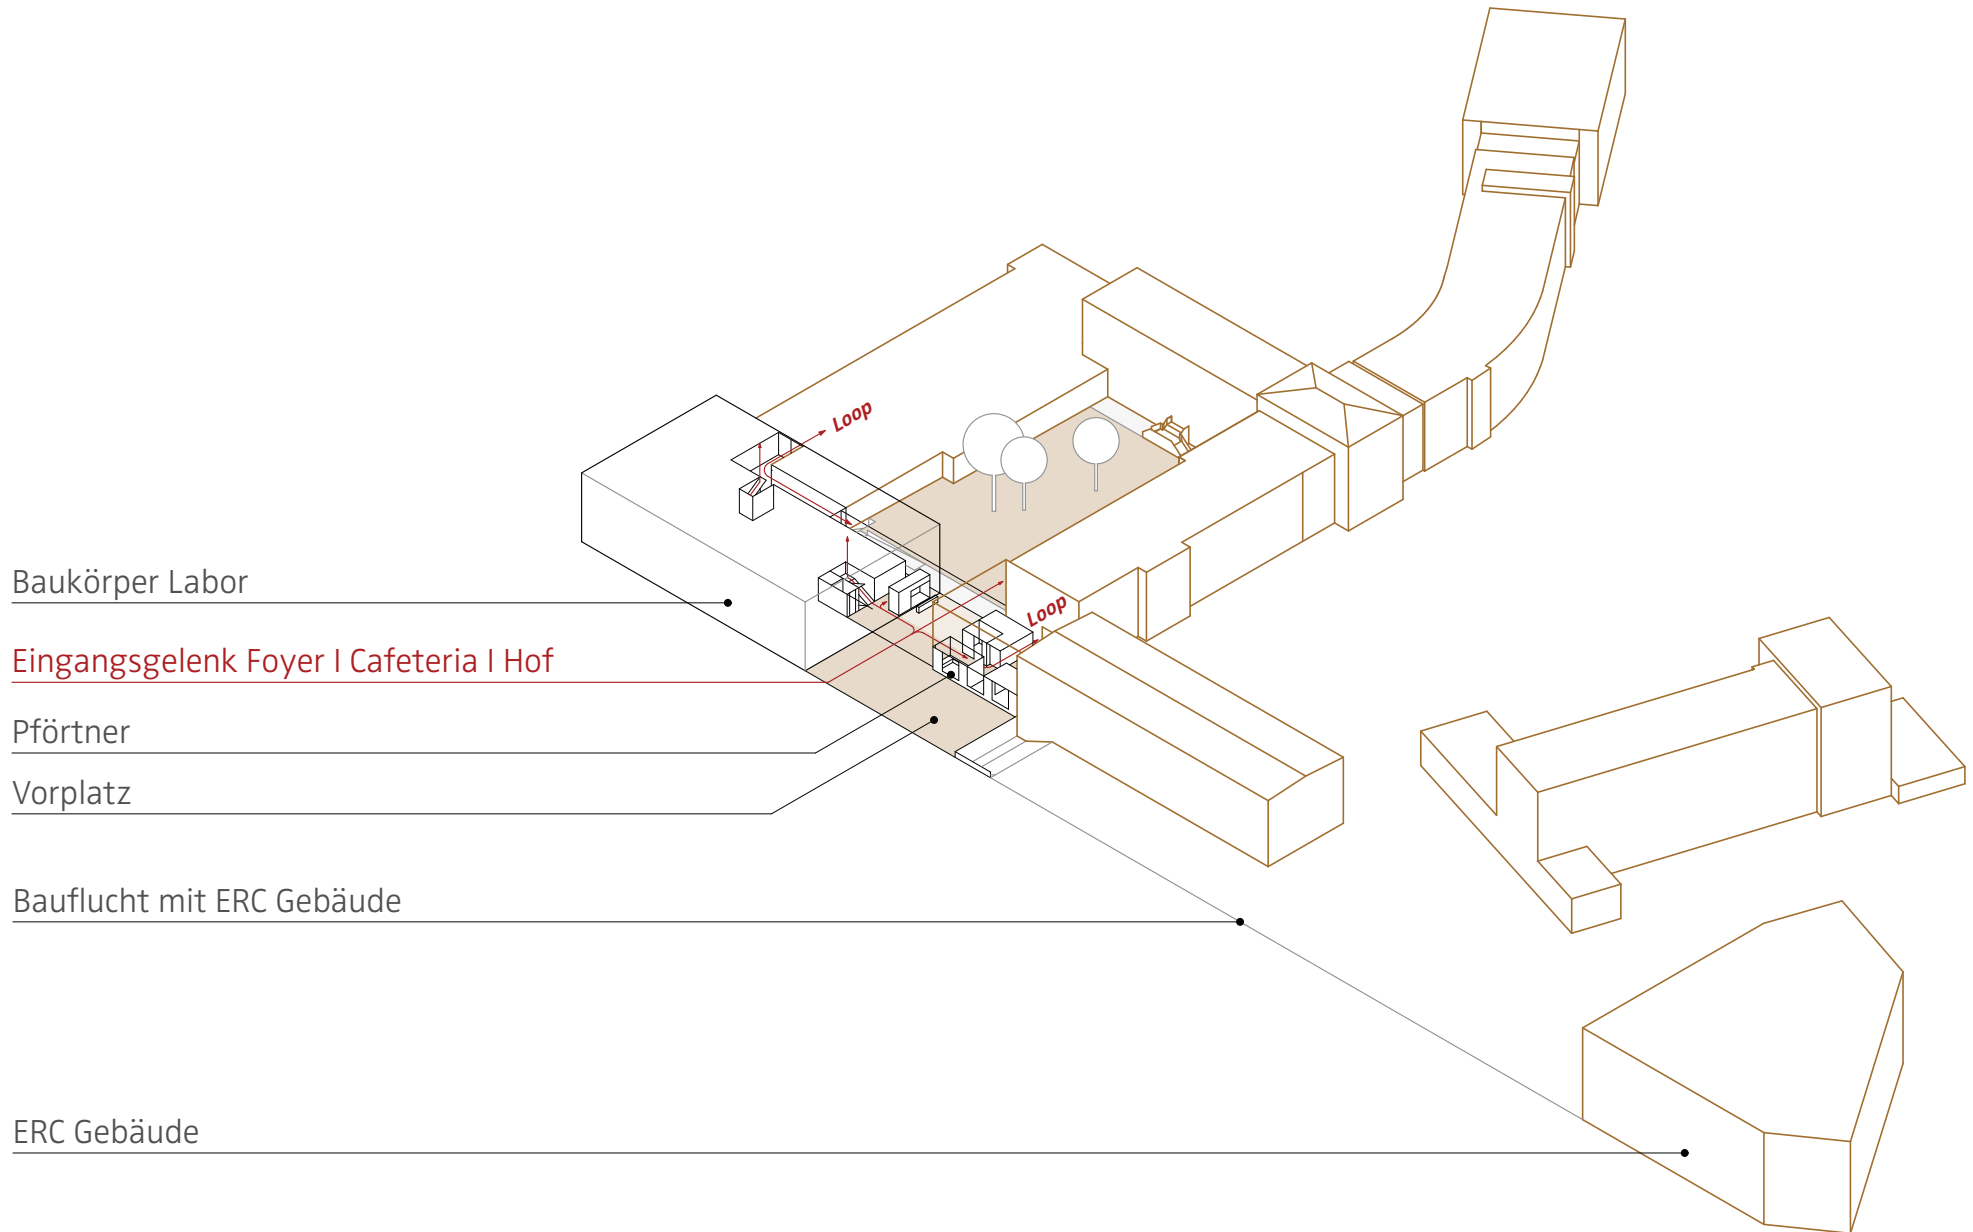 Loop
Baukörper Labor
Loop
Eingangsgelenk Foyer I Cafeteria I Hof
Pförtner
Vorplatz
Bauflucht mit ERC Gebäude
ERC Gebäude